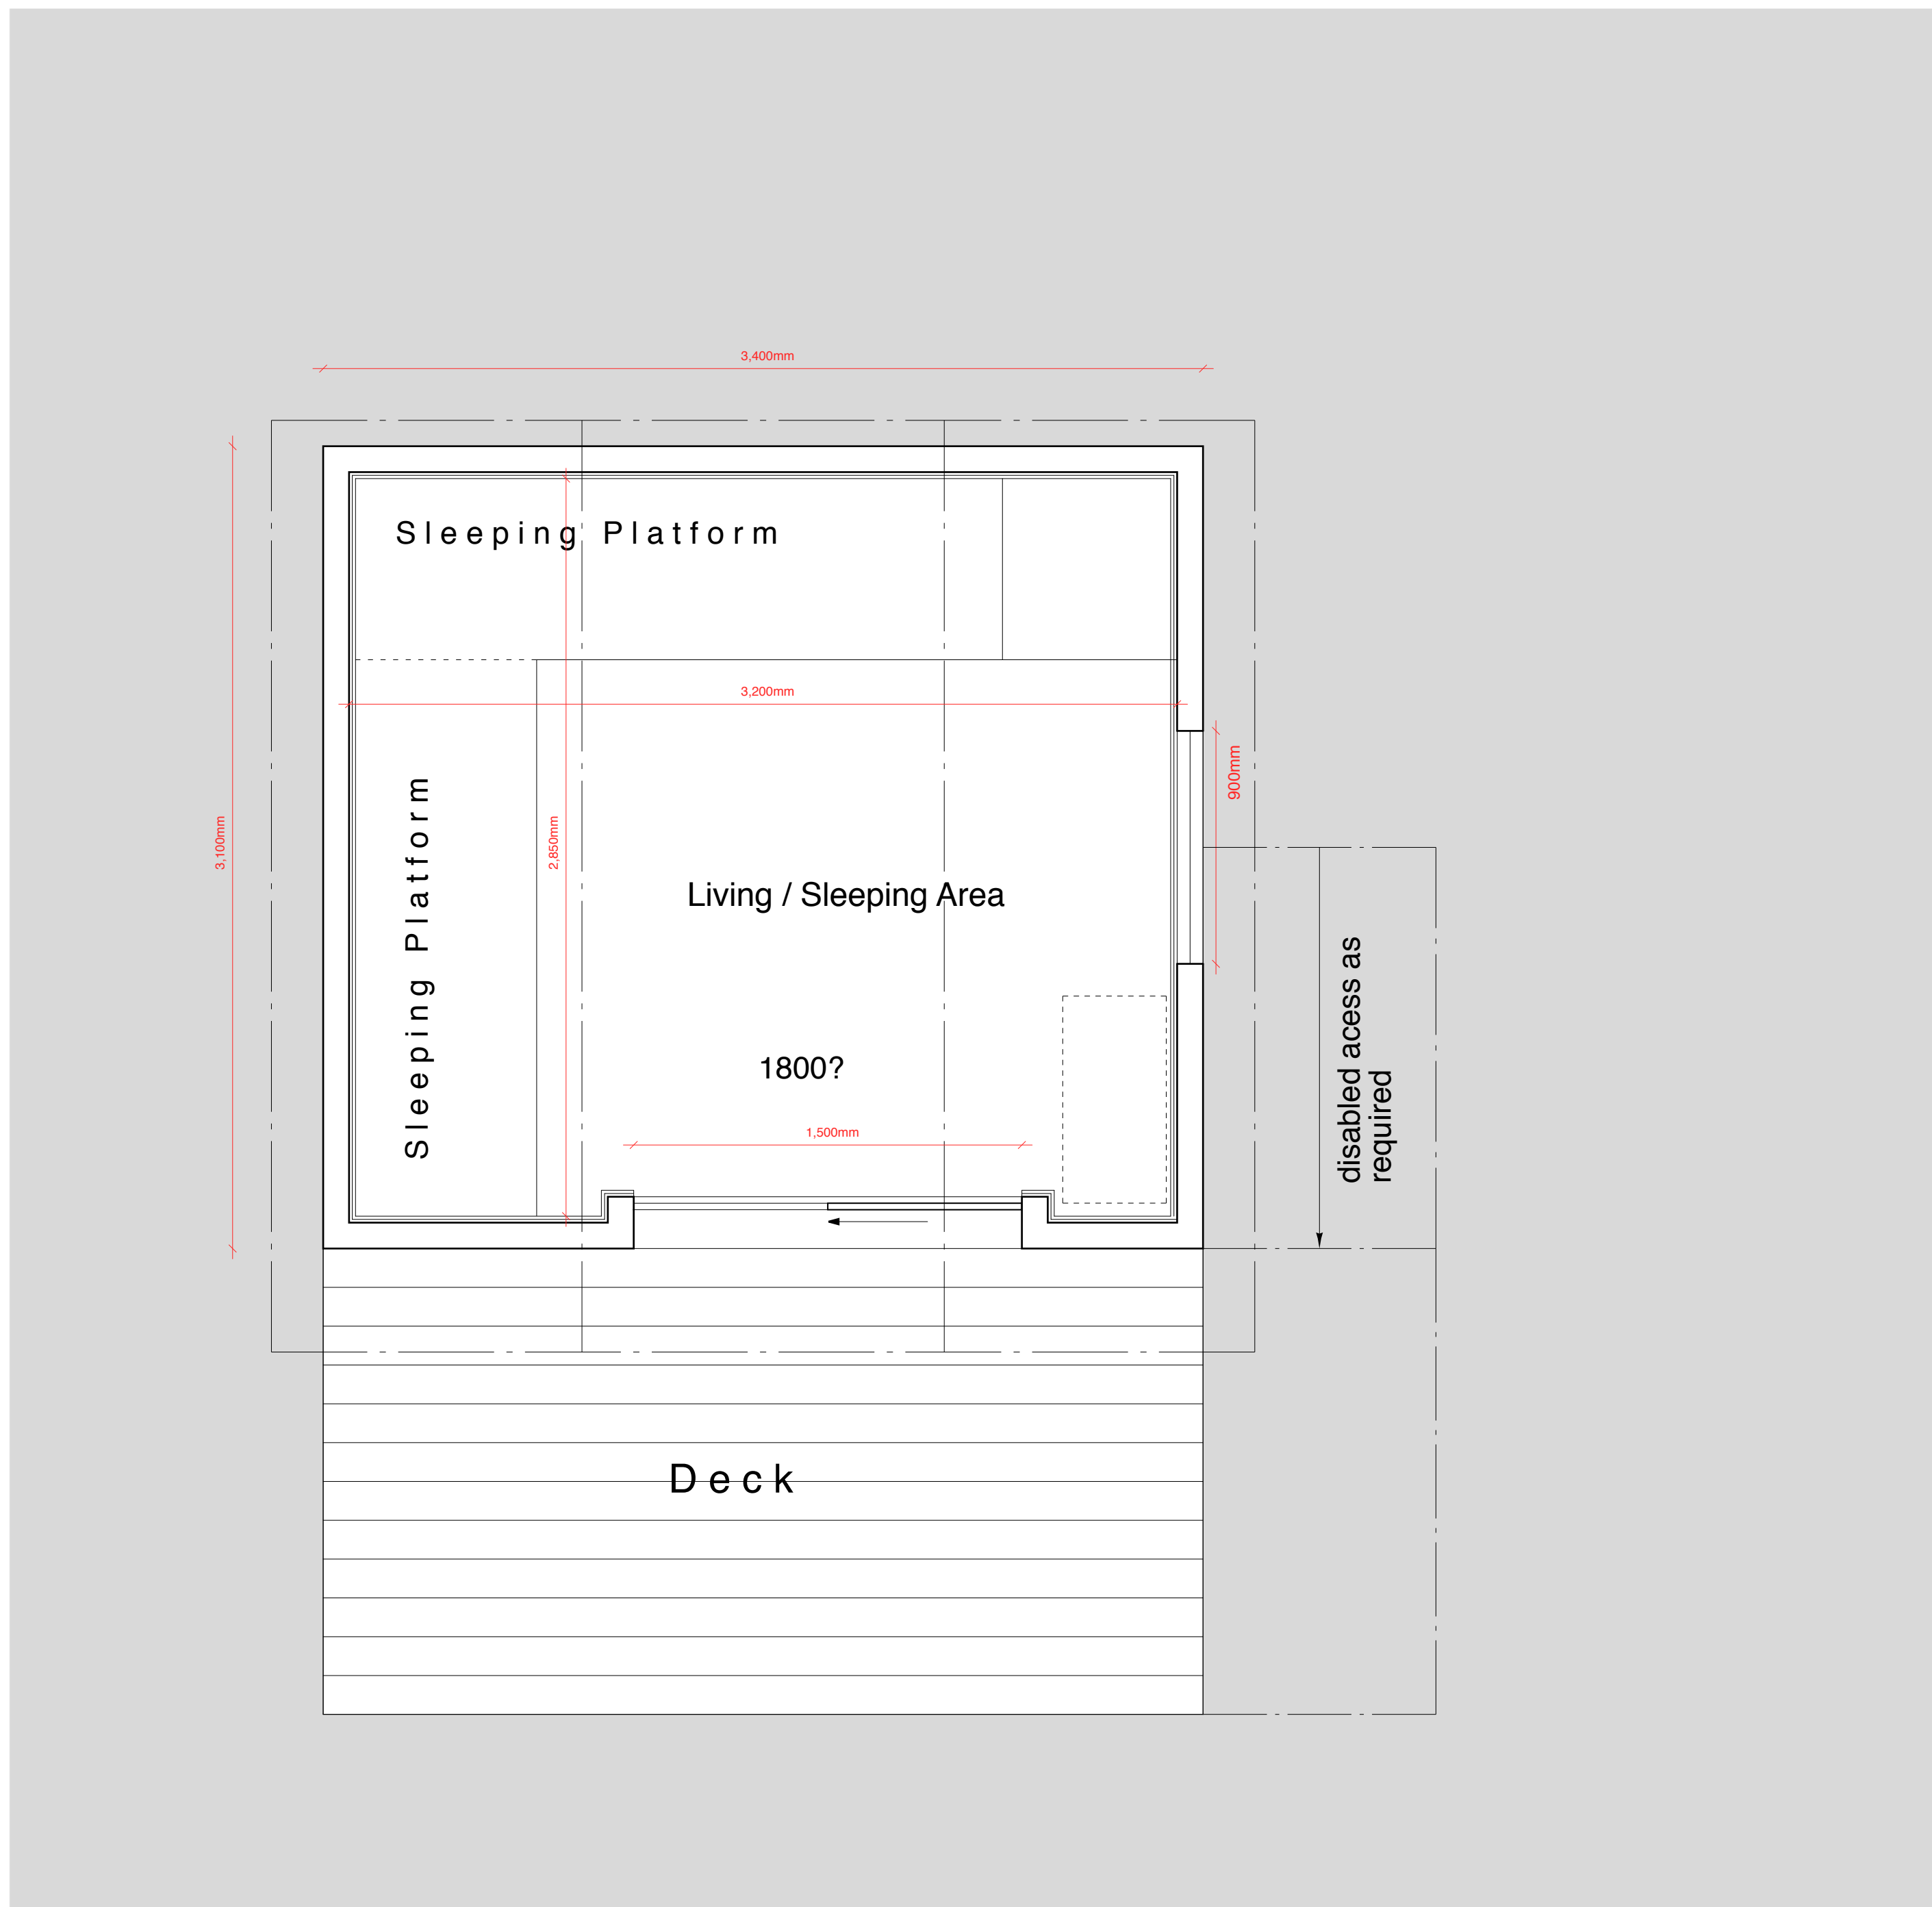 3,400mm
Sleeping Platform
3,200mm
900mm
3,100mm
2,850mm
Sleeping Platform
Living / Sleeping Area
disabled acess as
required
1800?
1,500mm
Deck